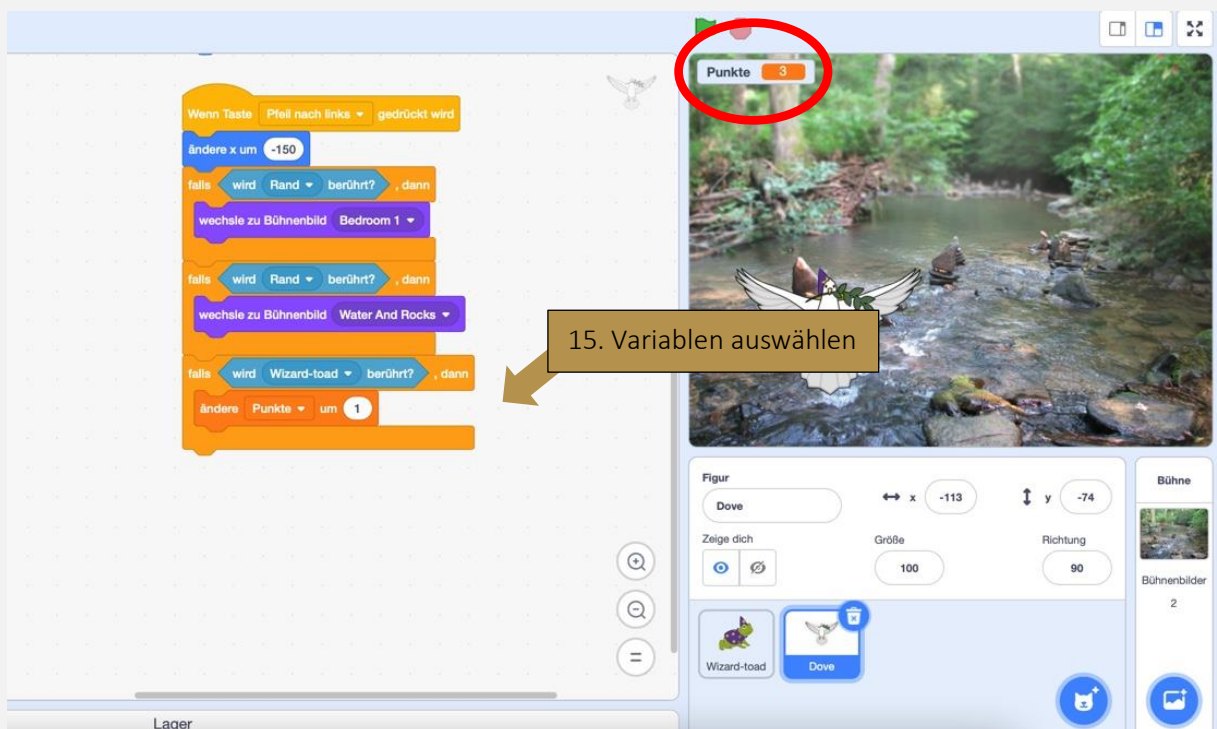 Wenn Taste Pfeil nach links gedrückt wird
ändere x um -150
falls wird Rand berührt? , dann
wechsle zu Bühnenbild Bedroom 1
falls wird Rand berührt? , dann
wechsle zu Bühnenbild Water And Rocks
falls wird Wizard-toad berührt? , dann
ändere Punkte um 1
15. Variablen auswählen
Punkte 3
Figur
Dove
x -113
y -74
Zeige dich
Größe
100
Richtung
90
Wizard-toad
Dove
Bühne
Bühnenbilder
2
Lager